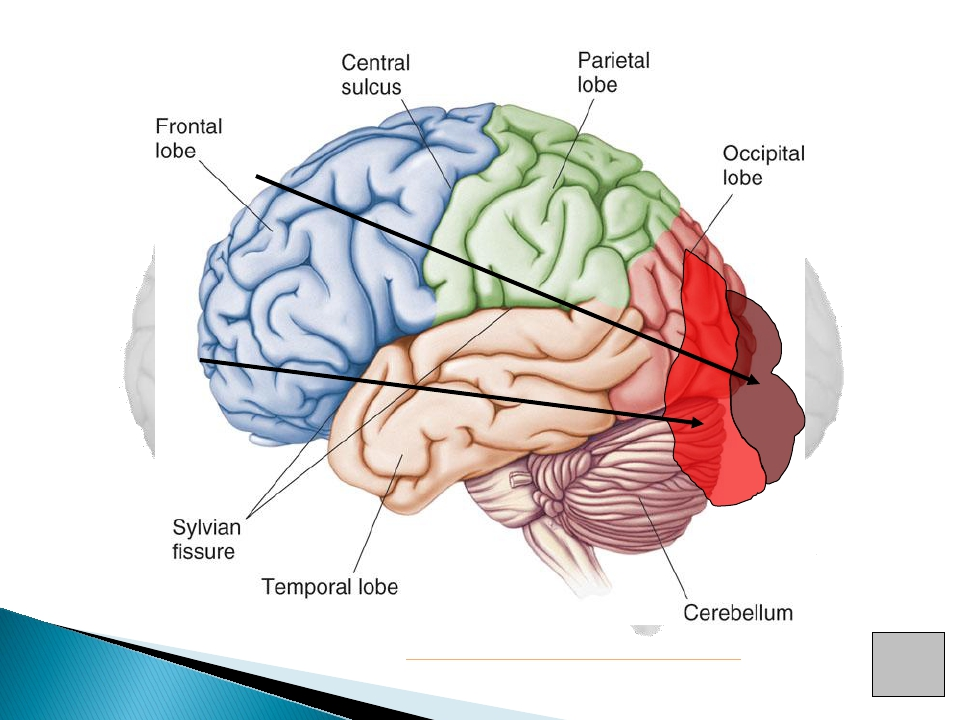 Central
sulcus
Parietal
lobe
Frontal
lobe
Occipital
lobe
Sylvian
fissure
Temporal lobe
Cerebellum